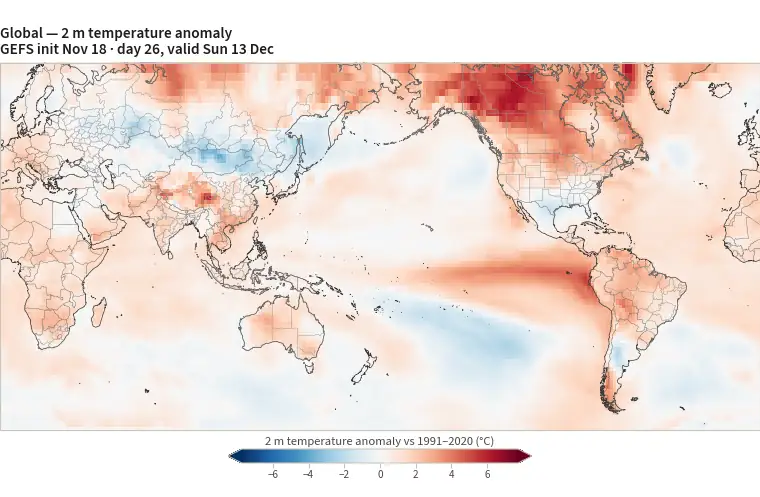 Global — 2 m temperature anomaly
GEFS init Nov 18 · day 26, valid Sun 13 Dec
2 m temperature anomaly vs 1991–2020 (°C)
−6 −4 −2 0 2 4 6